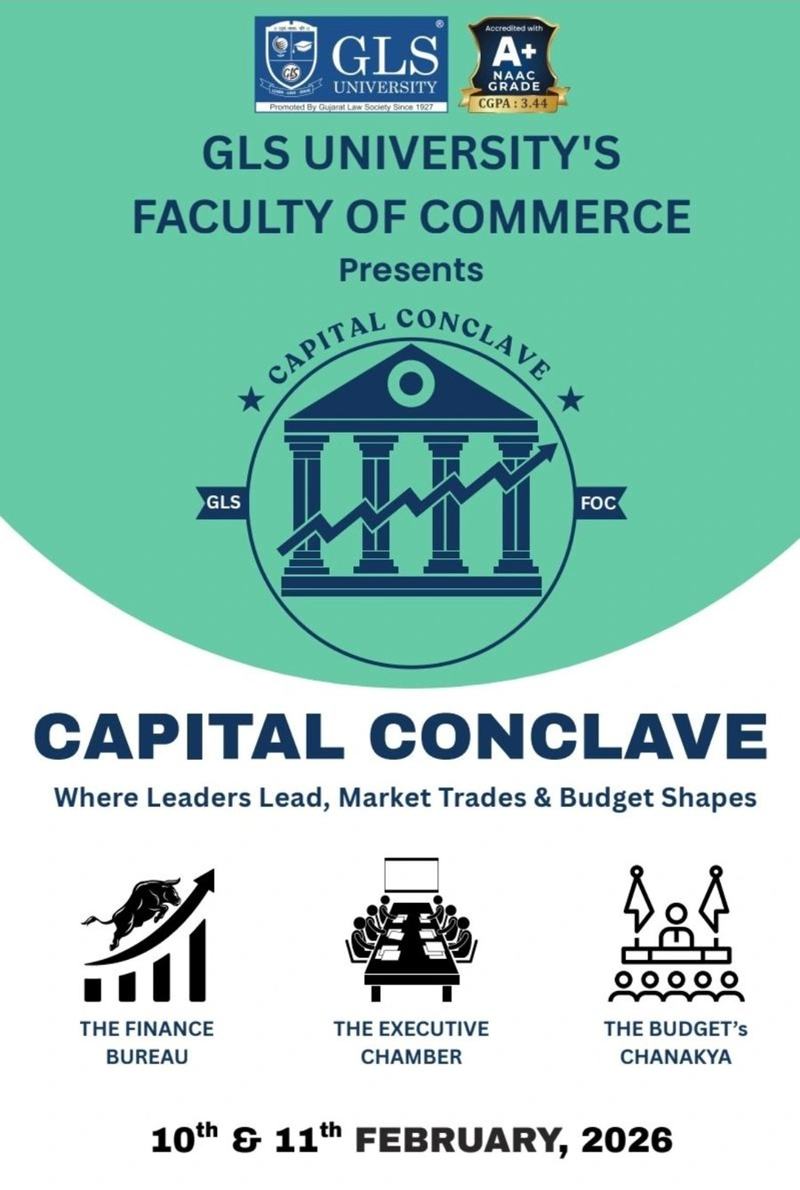 GLS
UNIVERSITY
®
Promoted By Gujarat Law Society Since 1927
GLS
Accredited with
A+
NAAC
GRADE
CGPA : 3.44
GLS UNIVERSITY'S
FACULTY OF COMMERCE
Presents
CAPITAL CONCLAVE
GLS
FOC
CAPITAL CONCLAVE
Where Leaders Lead, Market Trades & Budget Shapes
THE FINANCE
BUREAU
THE EXECUTIVE
CHAMBER
THE BUDGET's
CHANAKYA
10th & 11th FEBRUARY, 2026